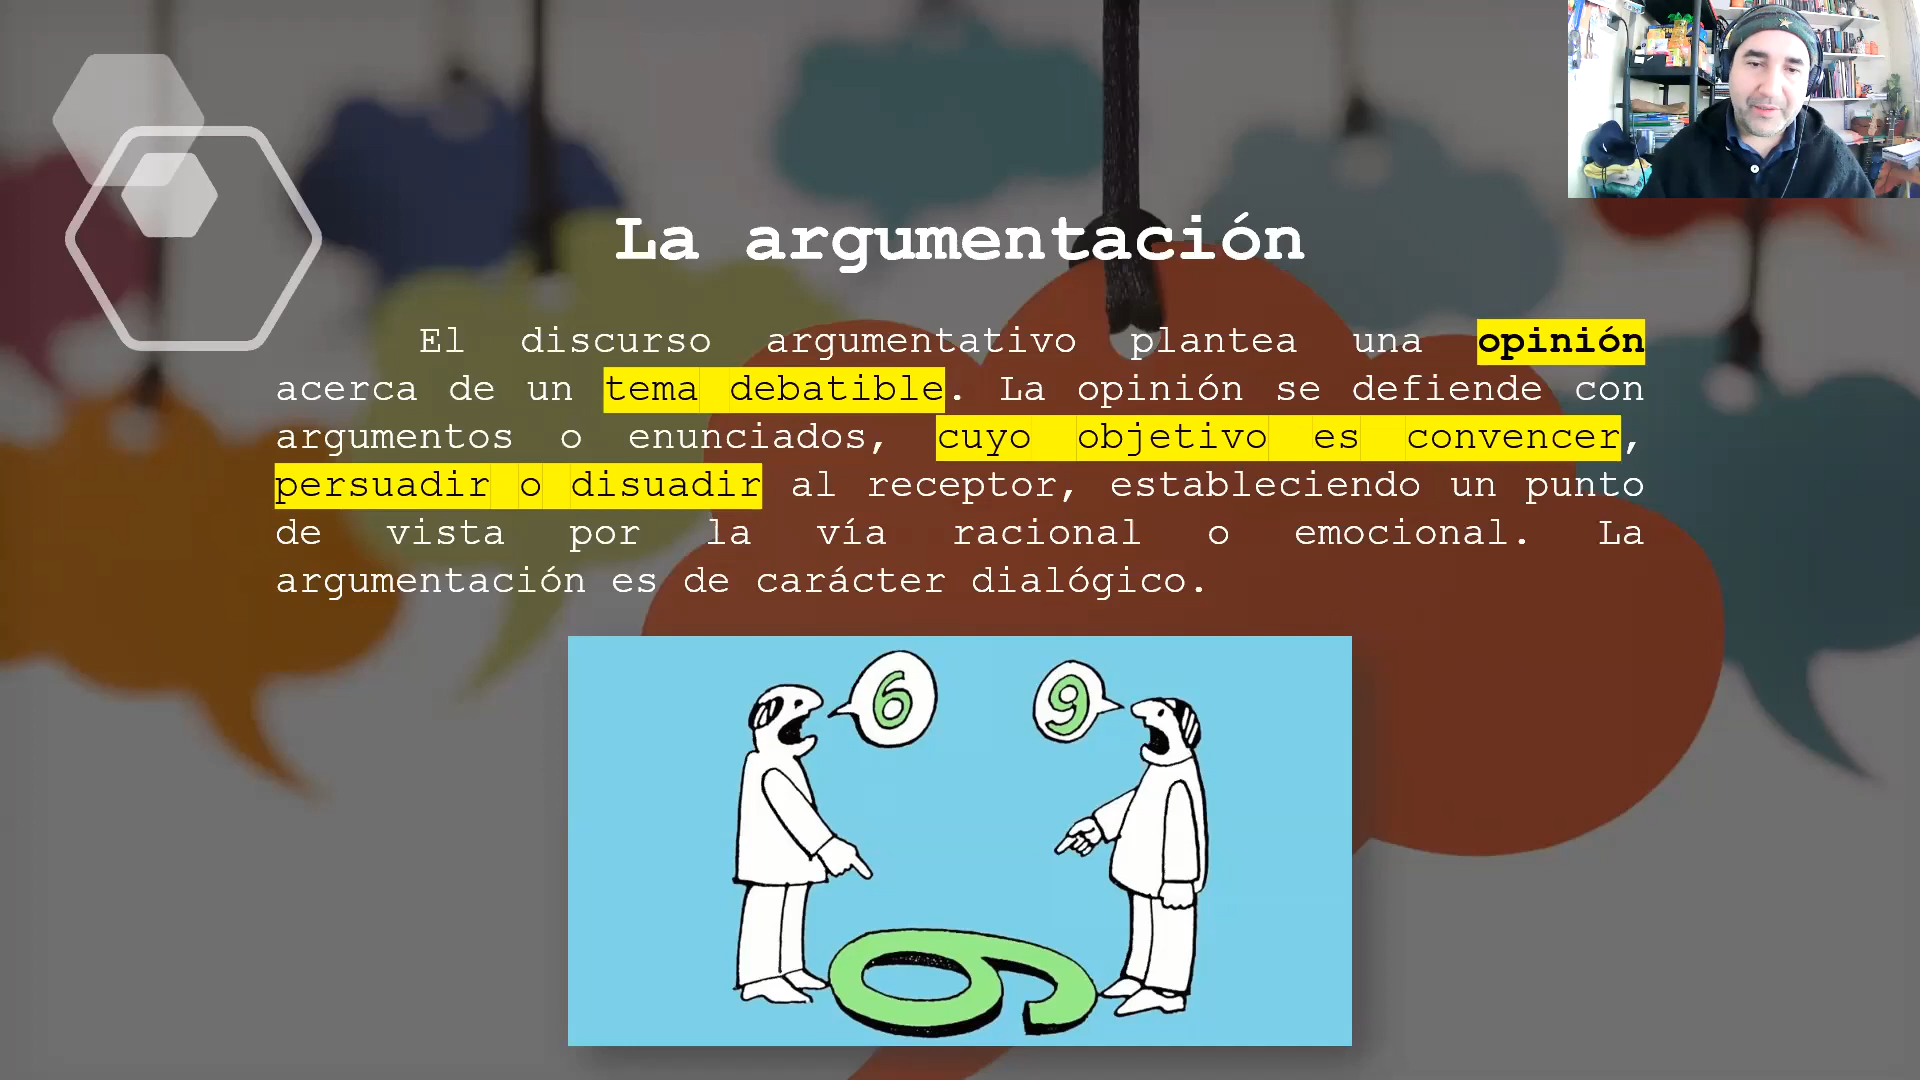 La argumentación
El discurso argumentativo plantea una opinión
acerca de un tema debatible. La opinión se defiende con
argumentos o enunciados, cuyo objetivo es convencer,
persuadir o disuadir al receptor, estableciendo un punto
de vista por la vía racional o emocional. La
argumentación es de carácter dialógico.
6
9